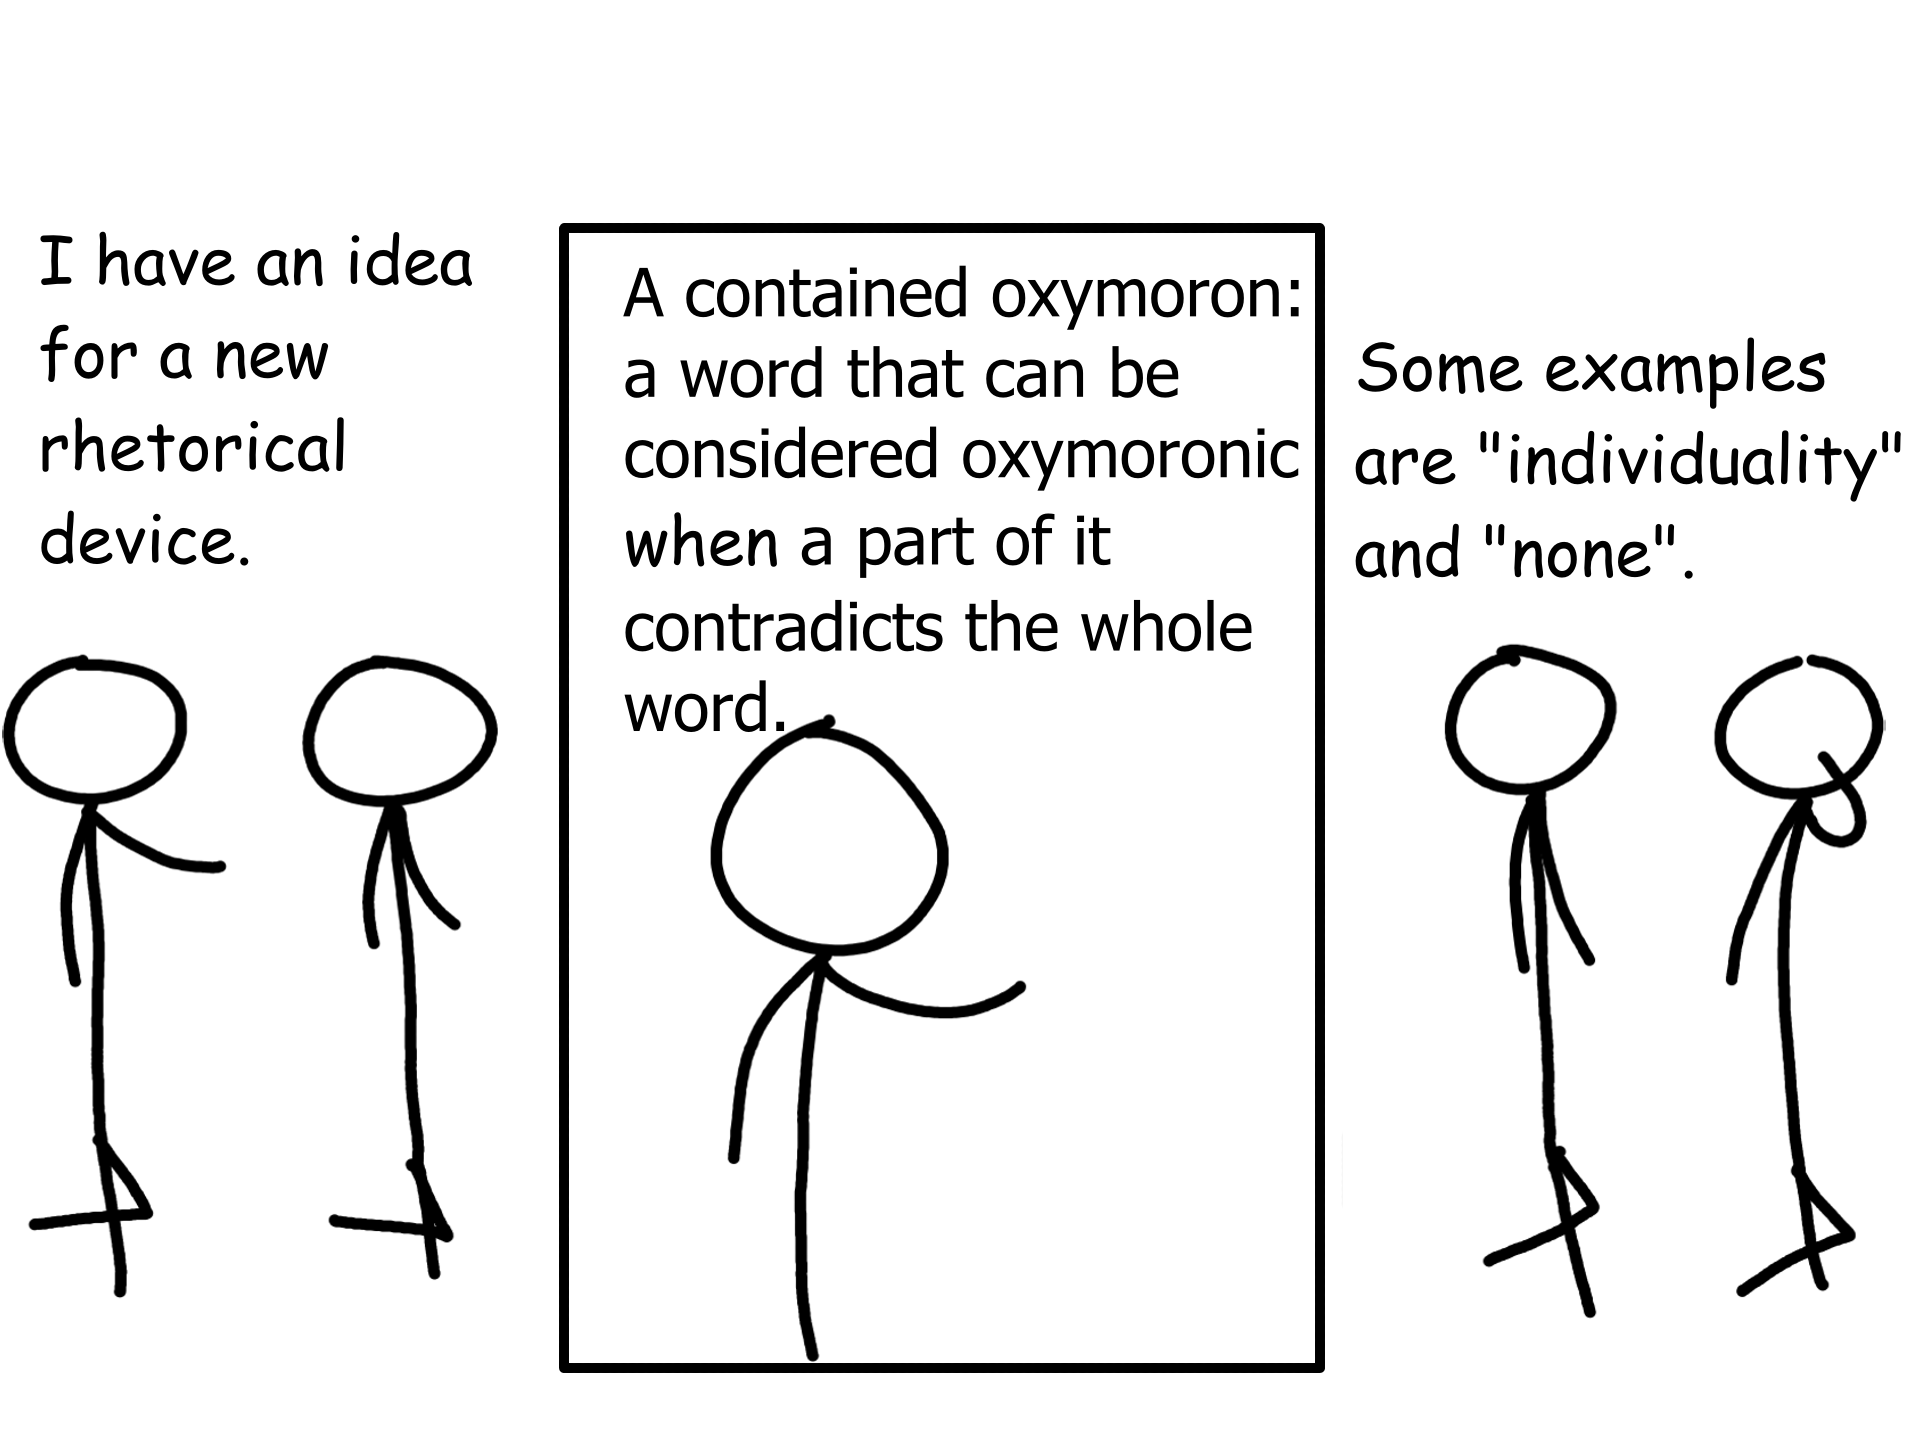 I have an idea
for a new
rhetorical
device.
A contained oxymoron:
a word that can be
considered oxymoronic
when a part of it
contradicts the whole
word.
Some examples
are "individuality"
and "none".